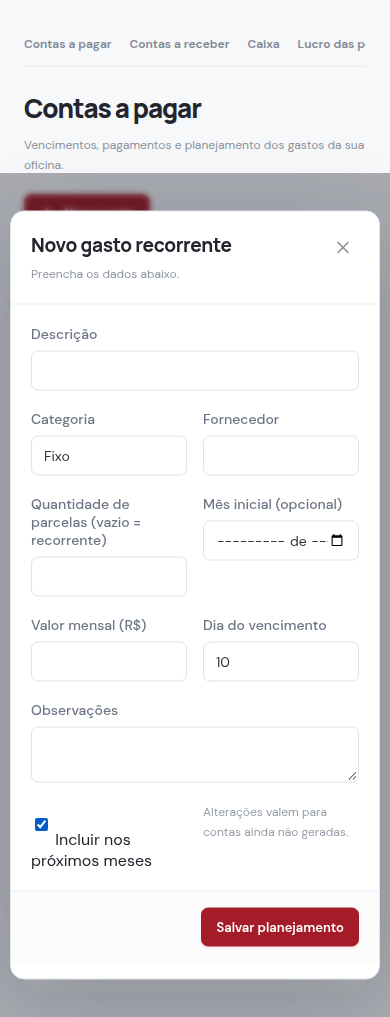 Contas a pagar Contas a receber Caixa Lucro das
Contas a pagar
Vencimentos, pagamentos e planejamento dos gastos da sua
oficina.
Novo gasto recorrente
Preencha os dados abaixo.
Descrição
Categoria Fornecedor
Fixo
Quantidade de
parcelas (vazio =
recorrente)
Mês inicial (opcional)
--------- de --
Valor mensal (R$) Dia do vencimento
10
Observações
Incluir nos
próximos meses
Alterações valem para
contas ainda não geradas.
Salvar planejamento